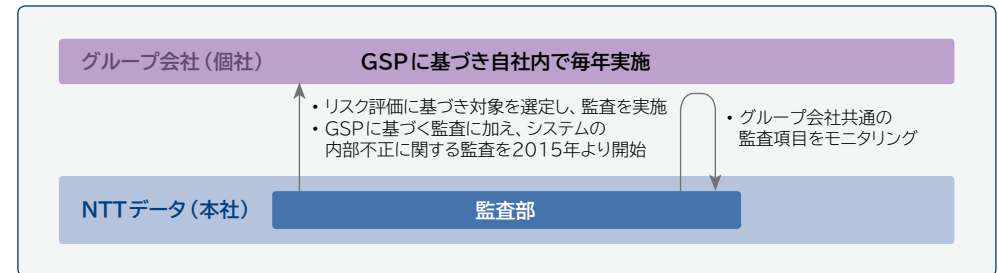 グループ会社（個社）
GSPに基づき自社内で毎年実施
・リスク評価に基づき対象を選定し、監査を実施
・GSPに基づく監査に加え、システムの
内部不正に関する監査を2015年より開始
・グループ会社共通の
監査項目をモニタリング
NTTデータ（本社）
監査部